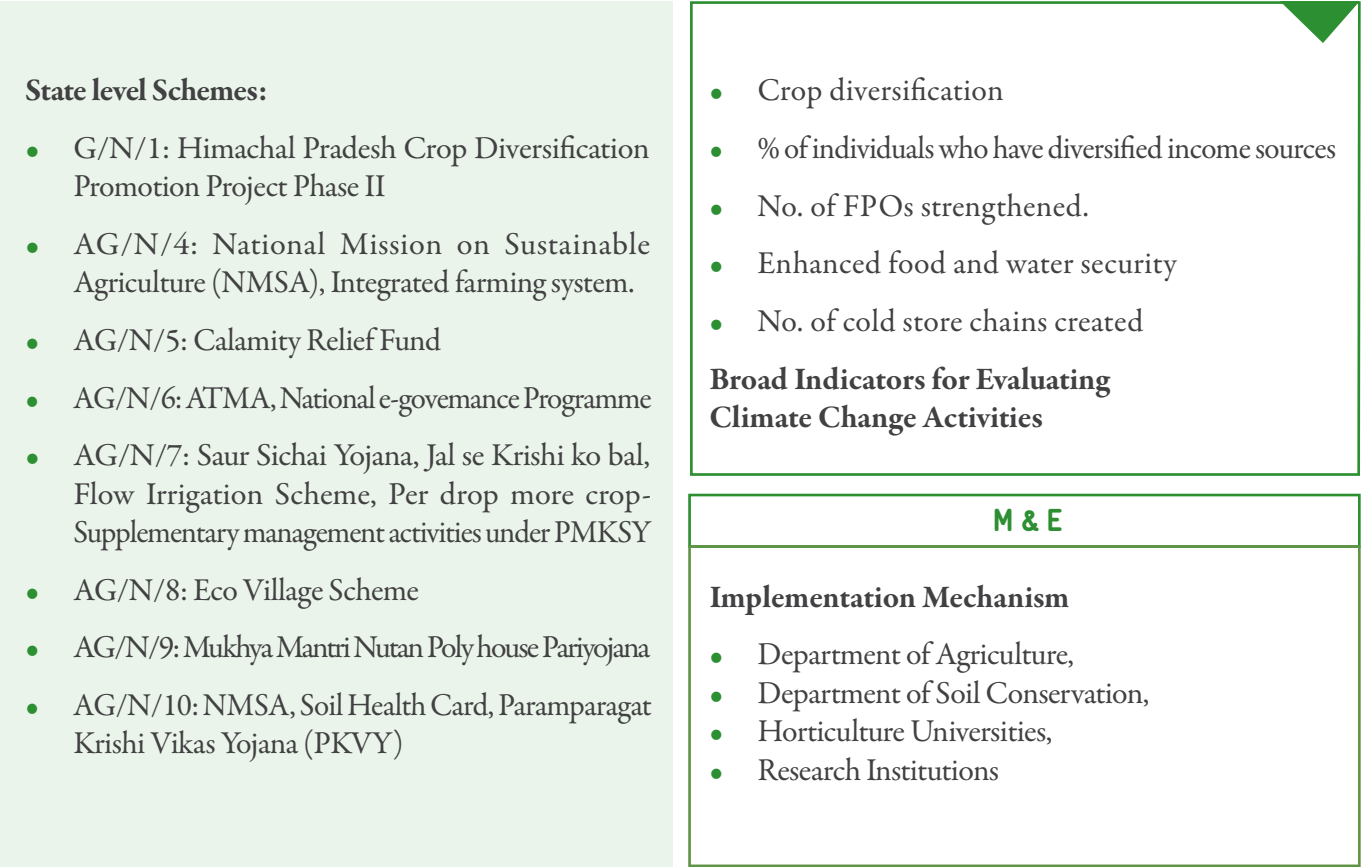 State level Schemes:
• G/N/1: Himachal Pradesh Crop Diversification
Promotion Project Phase II
• AG/N/4: National Mission on Sustainable
Agriculture (NMSA), Integrated farming system.
• AG/N/5: Calamity Relief Fund
• AG/N/6: ATMA, National e-govemance Programme
• AG/N/7: Saur Sichai Yojana, Jal se Krishi ko bal,
Flow Irrigation Scheme, Per drop more crop-
Supplementary management activities under PMKSY
• AG/N/8: Eco Village Scheme
• AG/N/9: Mukhya Mantri Nutan Poly house Pariyojana
• AG/N/10: NMSA, Soil Health Card, Paramparagat
Krishi Vikas Yojana (PKVY)
• Crop diversification
• % of individuals who have diversified income sources
• No. of FPOs strengthened.
• Enhanced food and water security
• No. of cold store chains created
Broad Indicators for Evaluating
Climate Change Activities
M & E
Implementation Mechanism
• Department of Agriculture,
• Department of Soil Conservation,
• Horticulture Universities,
• Research Institutions